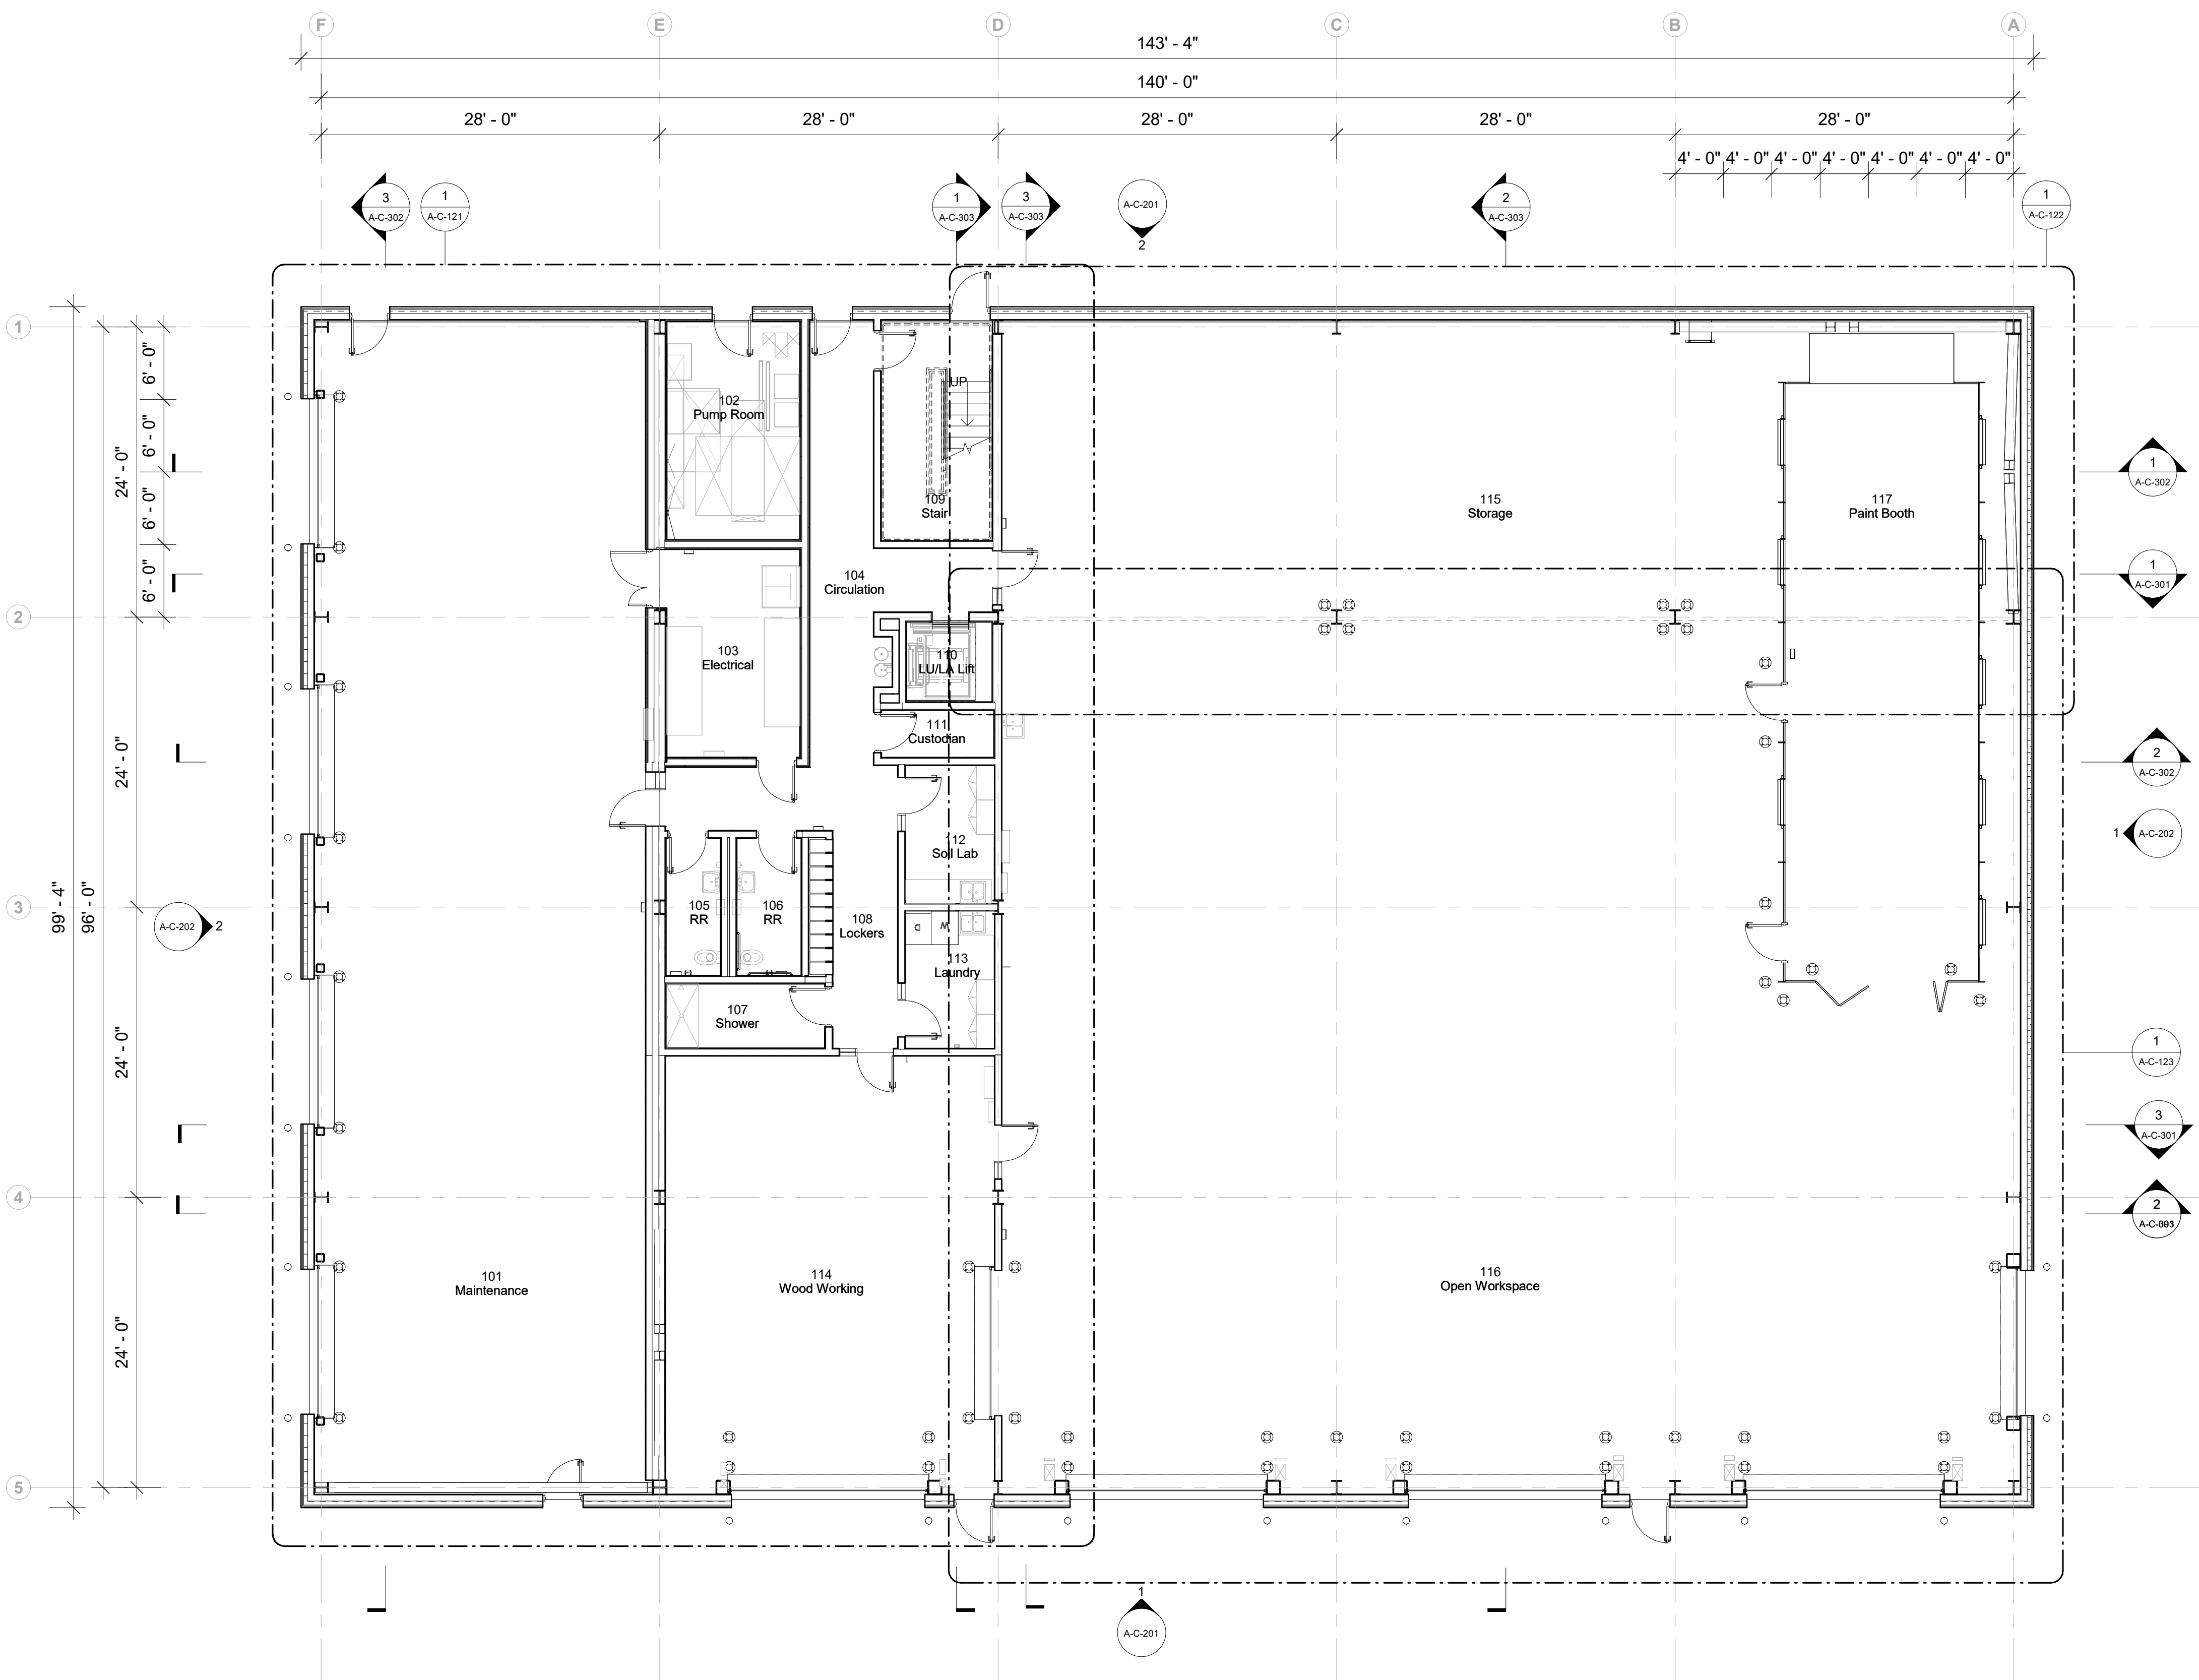 F E D C B A
143' - 4"
140' - 0"
28' - 0" 28' - 0" 28' - 0" 28' - 0" 28' - 0"
4' - 0" 4' - 0" 4' - 0" 4' - 0" 4' - 0" 4' - 0" 4' - 0"
3
A-C-302
1
A-C-121
1
A-C-303
3
A-C-303
A-C-201
2
2
A-C-303
1
A-C-122
1
2
3
4
5
99' - 4"
96' - 0"
24' - 0"
24' - 0"
24' - 0"
24' - 0"
6' - 0"
6' - 0"
6' - 0"
6' - 0"
A-C-202
2
102
Pump Room
UP
109
Stair
115
Storage
117
Paint Booth
104
Circulation
103
Electrical
110
LU/LA Lift
111
Custodian
112
Soil Lab
105
RR
106
RR
108
Lockers
D
W
113
Laundry
107
Shower
101
Maintenance
114
Wood Working
116
Open Workspace
1
A-C-302
1
A-C-301
2
A-C-302
1
A-C-202
1
A-C-123
3
A-C-301
2
1
A-C-201